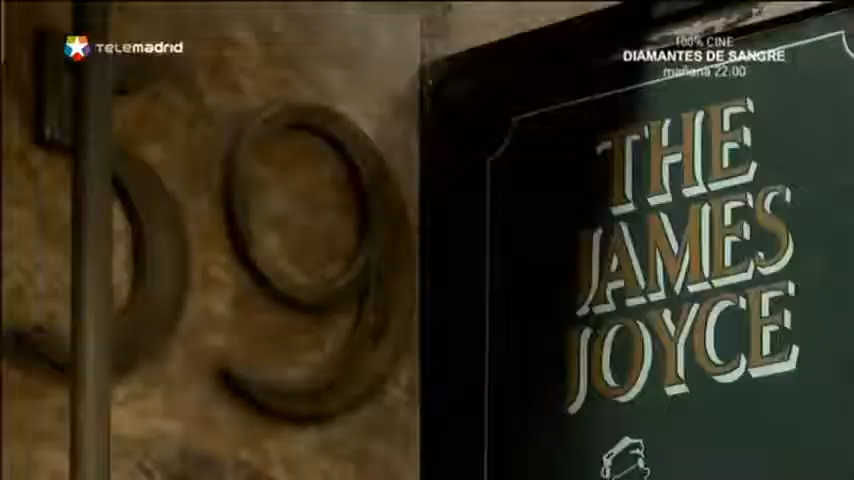 TELEMADRID
100% CINE
DIAMANTES DE SANGRE
mañana 22.00
59
THE
JAMES
JOYCE